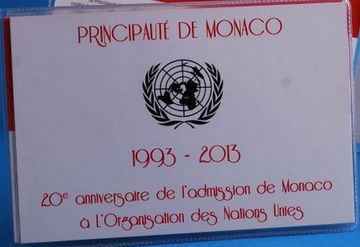 PRINCIPAUTÉ DE MONACO
1993 - 2013
20e anniversaire de l'admission de Monaco
à L'Organisation des Nations Unies